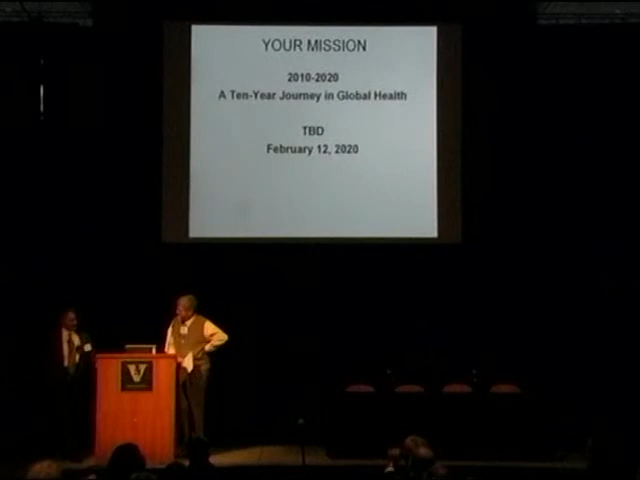 YOUR MISSION
2010-2020
A Ten-Year Journey in Global Health
TBD
February 12, 2020
V